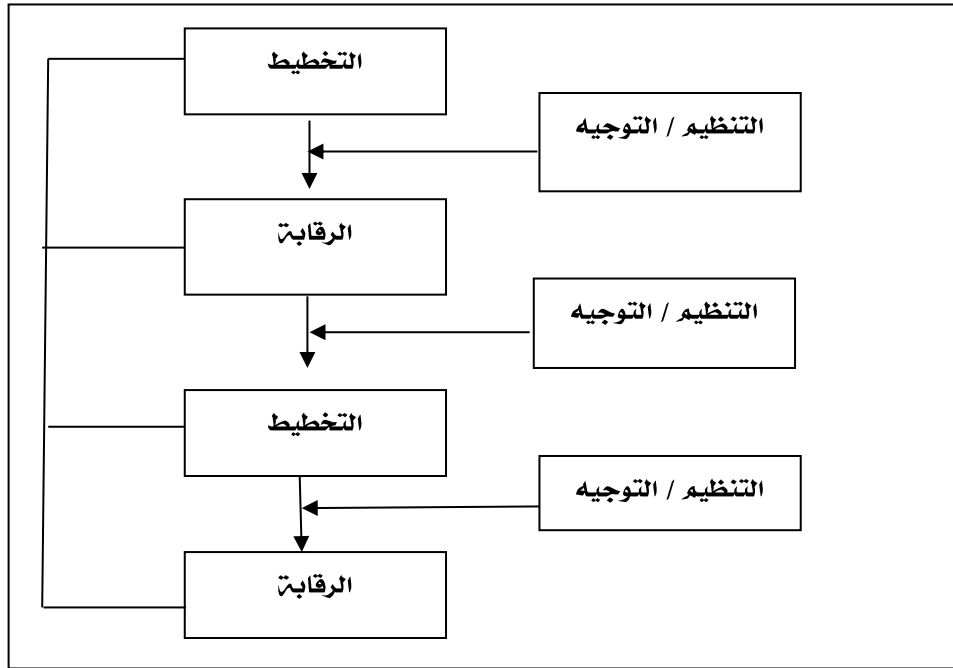 التخطيط
التنظيم / التوجيه
الرقابة
التنظيم / التوجيه
التخطيط
التنظيم / التوجيه
الرقابة